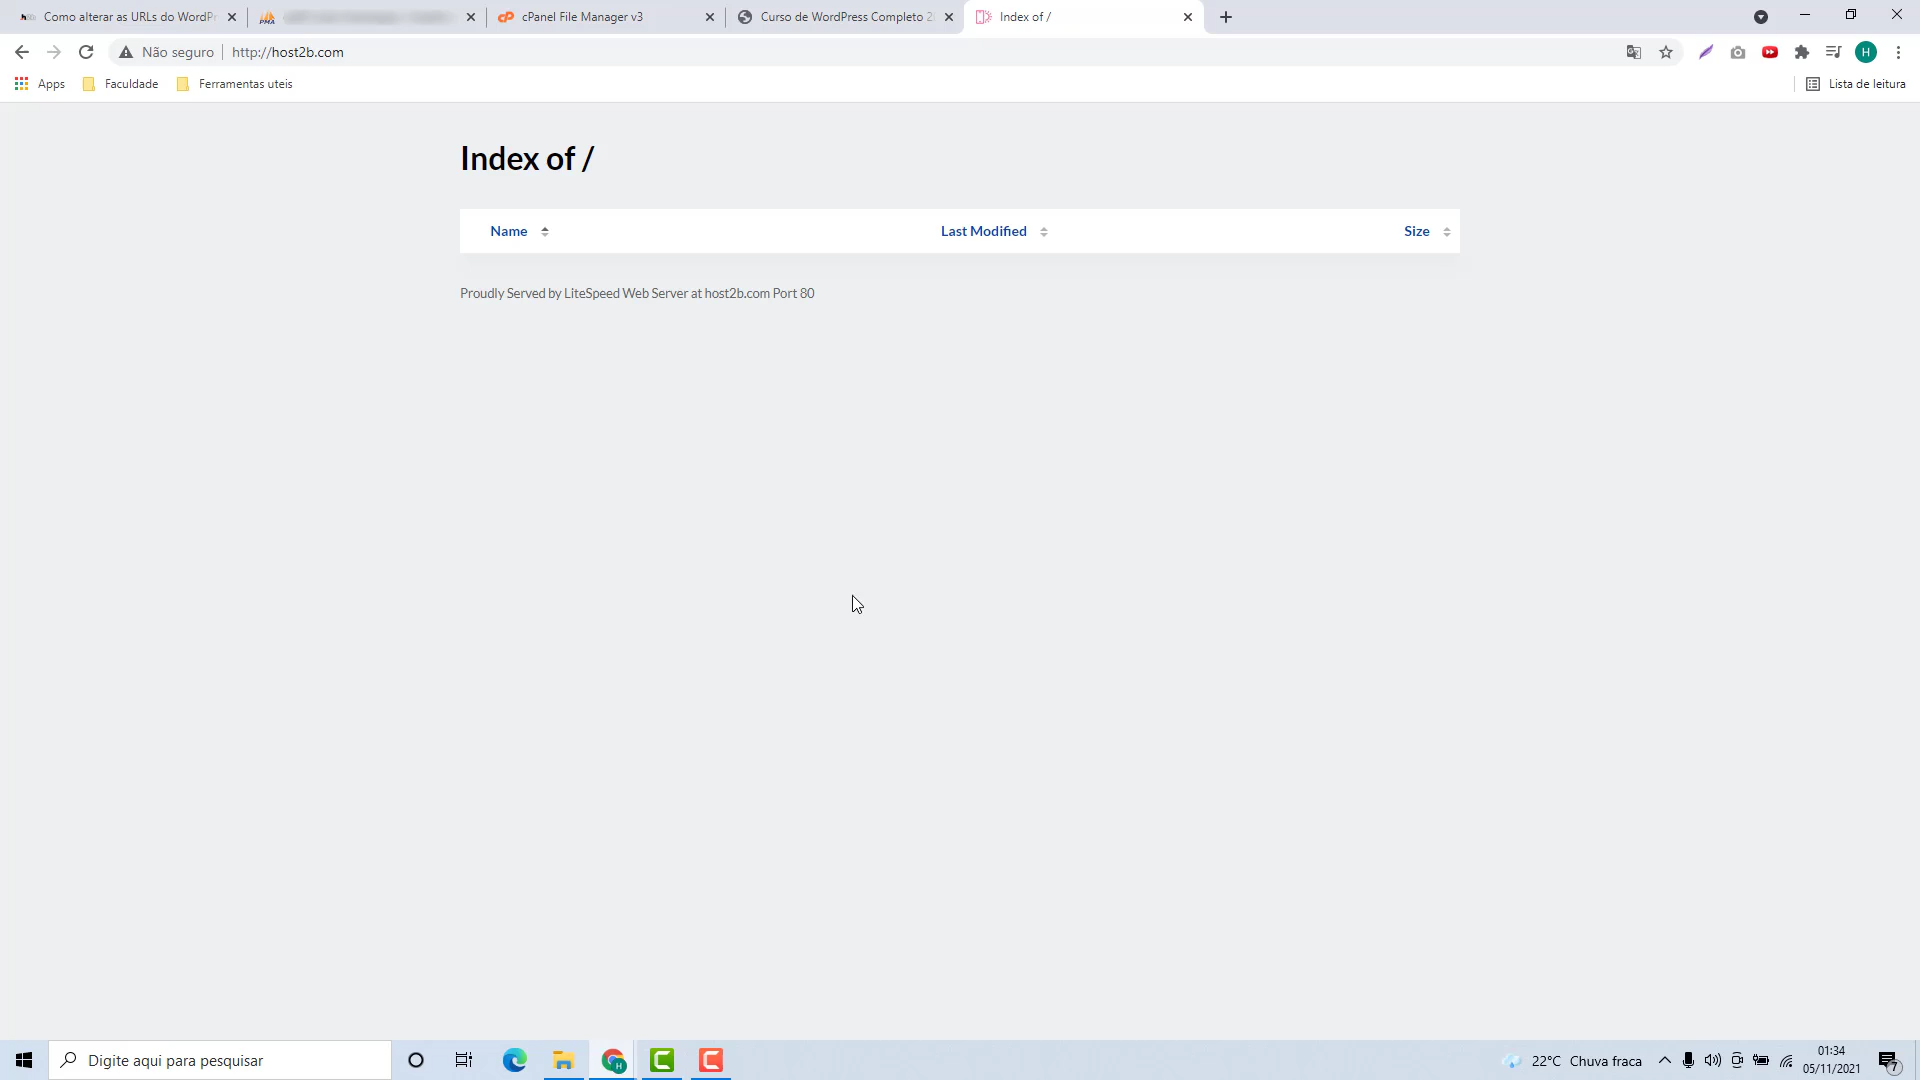 Como alterar as URLs do WordPr
cPanel File Manager v3
Curso de WordPress Completo 2
Index of /
Não seguro
http://host2b.com
H
Apps
Faculdade
Ferramentas uteis
Lista de leitura
Index of /
Name
Last Modified
Size
Proudly Served by LiteSpeed Web Server at host2b.com Port 80
Digite aqui para pesquisar
22°C
Chuva fraca
01:34
05/11/2021
7